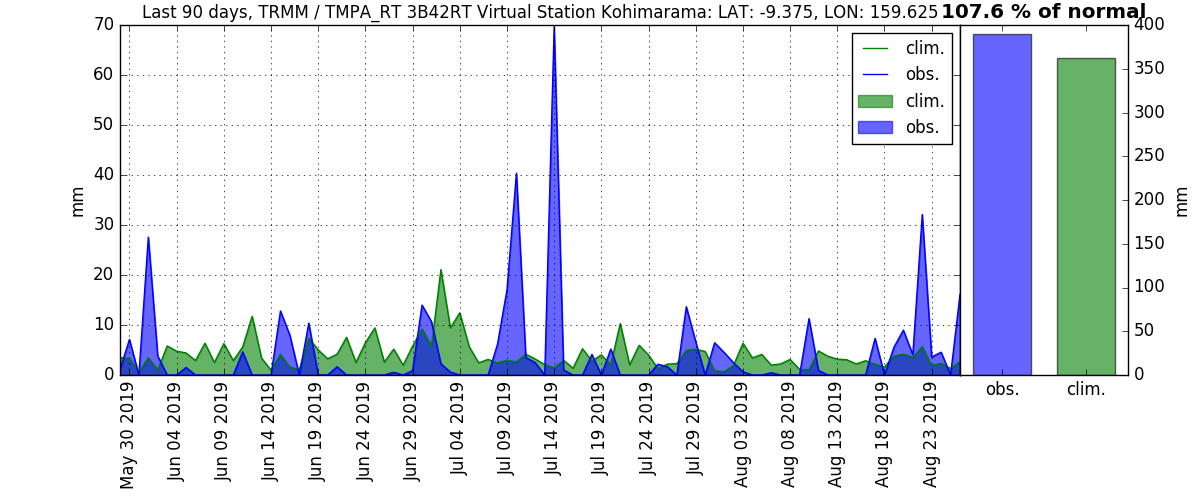 Last 90 days, TRMM / TMPA_RT 3B42RT Virtual Station Kohimarama: LAT: -9.375, LON: 159.625
107.6 % of normal
70
60
50
40
30
20
10
0
mm
clim.
obs.
clim.
obs.
May 30 2019
Jun 04 2019
Jun 09 2019
Jun 14 2019
Jun 19 2019
Jun 24 2019
Jun 29 2019
Jul 04 2019
Jul 09 2019
Jul 14 2019
Jul 19 2019
Jul 24 2019
Jul 29 2019
Aug 03 2019
Aug 08 2019
Aug 13 2019
Aug 18 2019
Aug 23 2019
400
350
300
250
200
150
100
50
0
mm
obs.
clim.